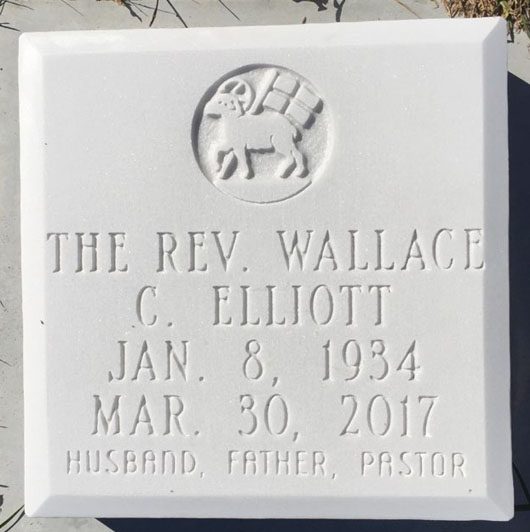 THE REV. WALLACE
C. ELLIOTT
JAN. 8, 1934
MAR. 30, 2017
HUSBAND, FATHER, PASTOR